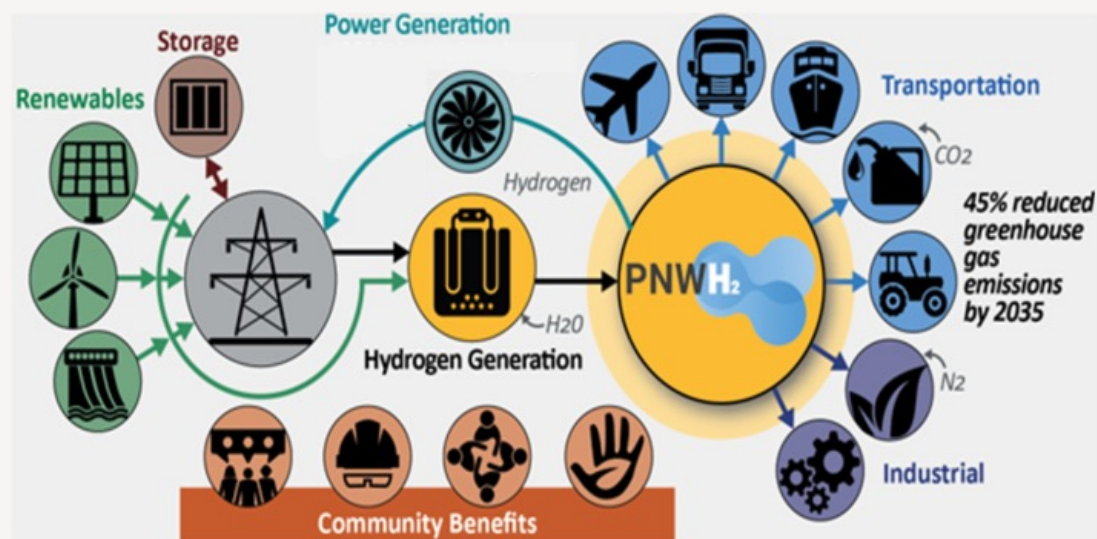 Power Generation
Storage
Renewables
Transportation
CO2
Hydrogen
45% reduced
greenhouse
gas
emissions
by 2035
PNWH2
H20
Hydrogen Generation
N2
Industrial
Community Benefits